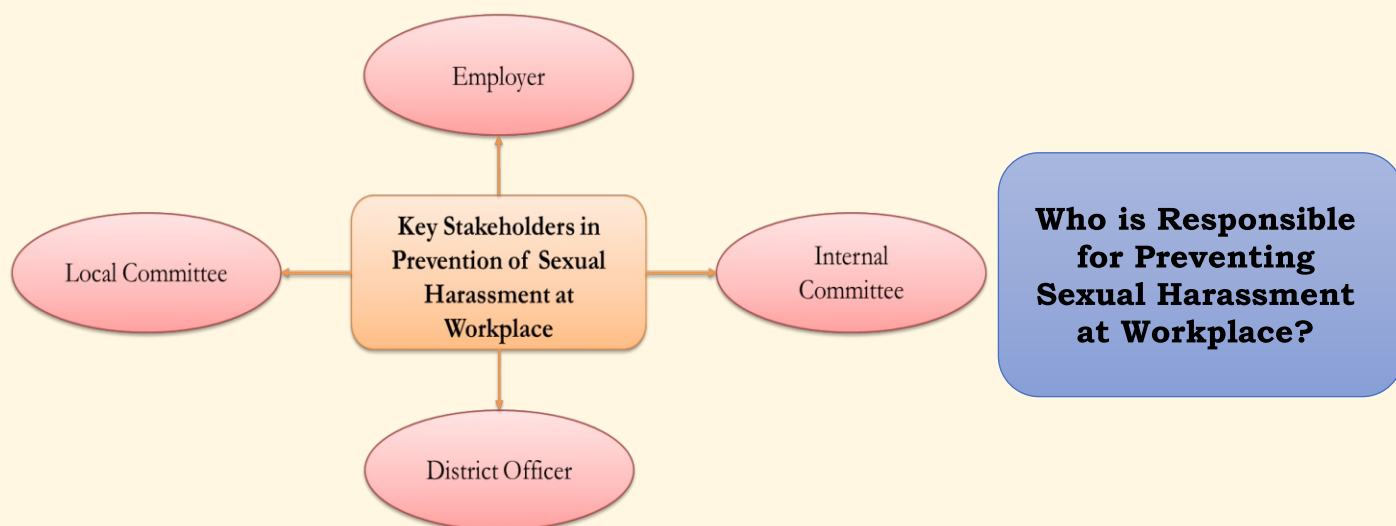 Employer
Local Committee
Key Stakeholders in
Prevention of Sexual
Harassment at
Workplace
Internal
Committee
District Officer
Who is Responsible
for Preventing
Sexual Harassment
at Workplace?